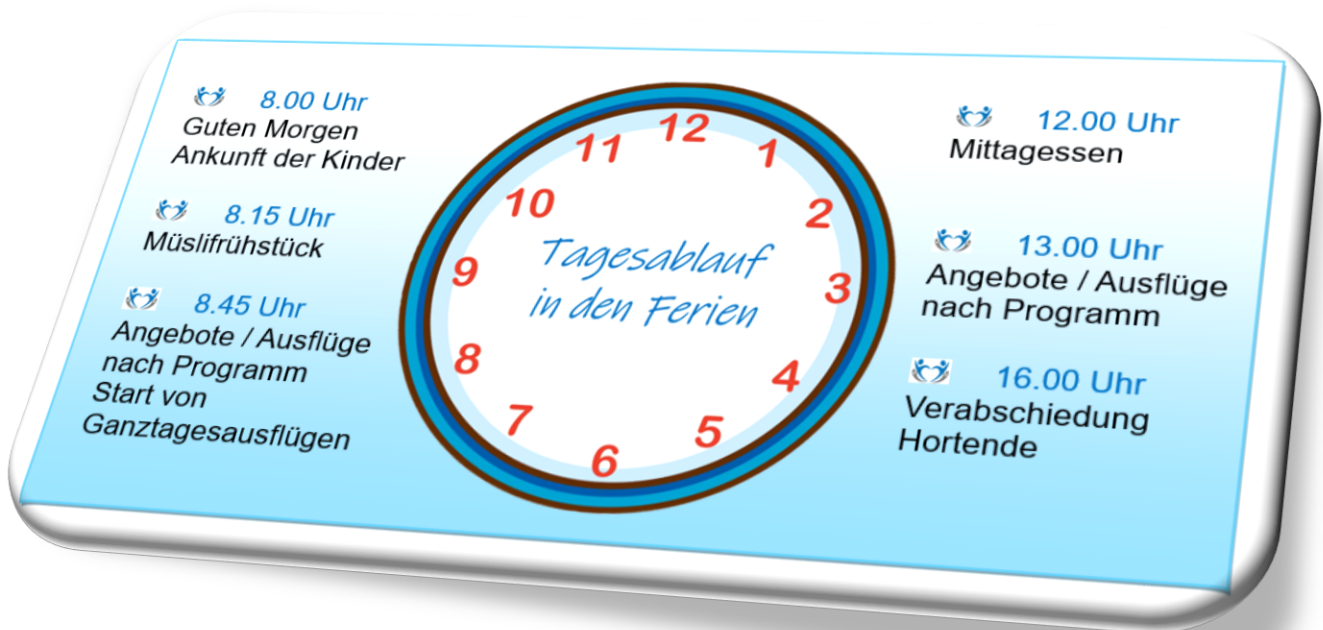 8.00 Uhr
Guten Morgen
Ankunft der Kinder
8.15 Uhr
Müslifrühstück
8.45 Uhr
Angebote / Ausflüge
nach Programm
Start von
Ganztagesausflügen
12
1
2
3
4
5
6
7
8
9
10
11
Tagesablauf
in den Ferien
12.00 Uhr
Mittagessen
13.00 Uhr
Angebote / Ausflüge
nach Programm
16.00 Uhr
Verabschiedung
Hortende